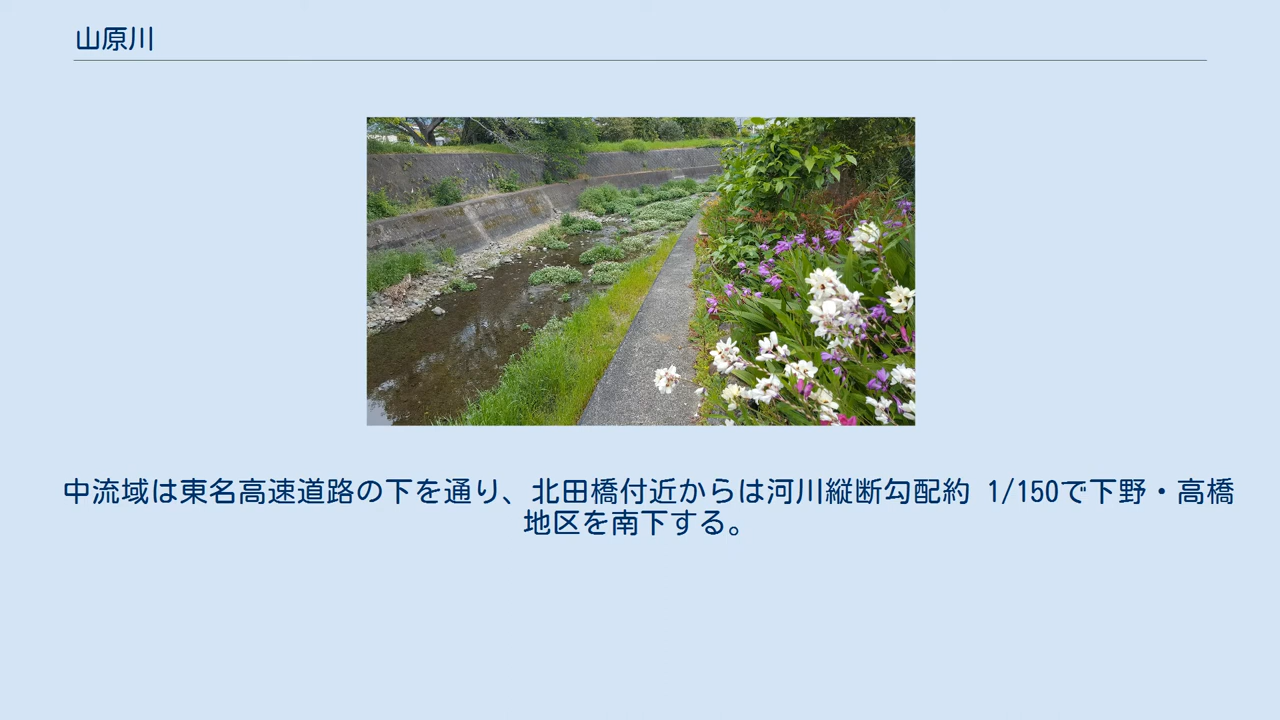 山原川
中流域は東名高速道路の下を通り、北田橋付近からは河川縦断勾配約 1/150で下野・高橋
地区を南下する。